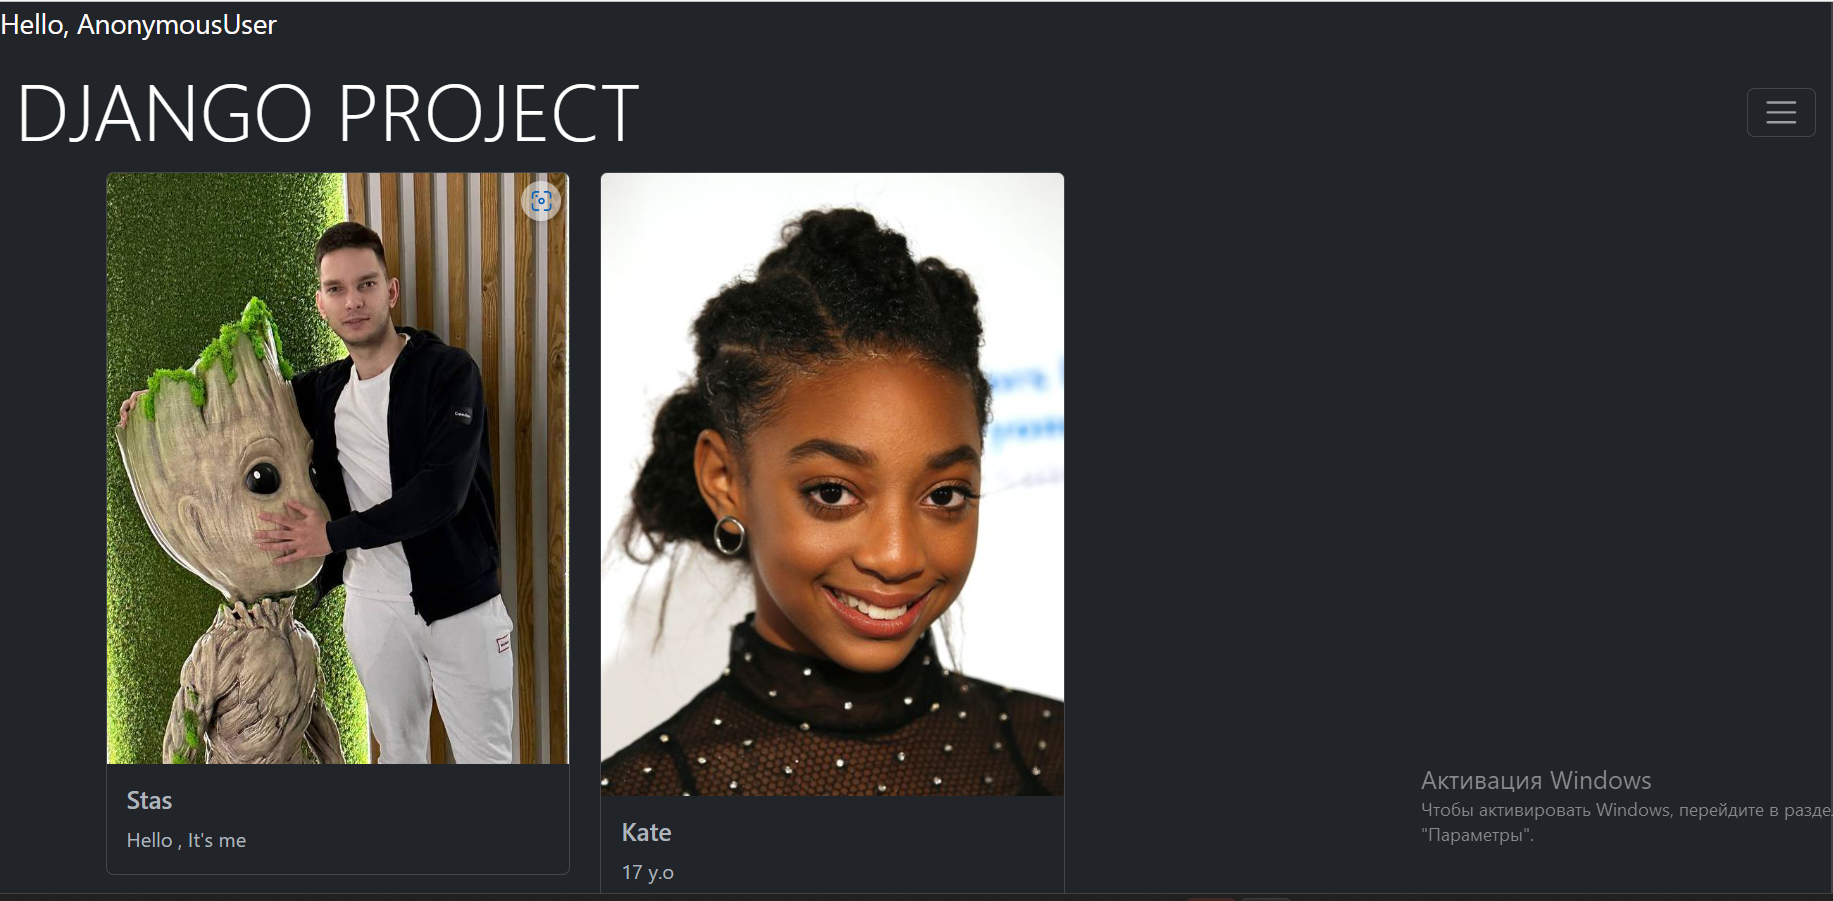 Hello, AnonymousUser
DJANGO PROJECT
Stas
Hello , It's me
Kate
17 y.o
Активация Windows
Чтобы активировать Windows, перейдите в разде
"Параметры".